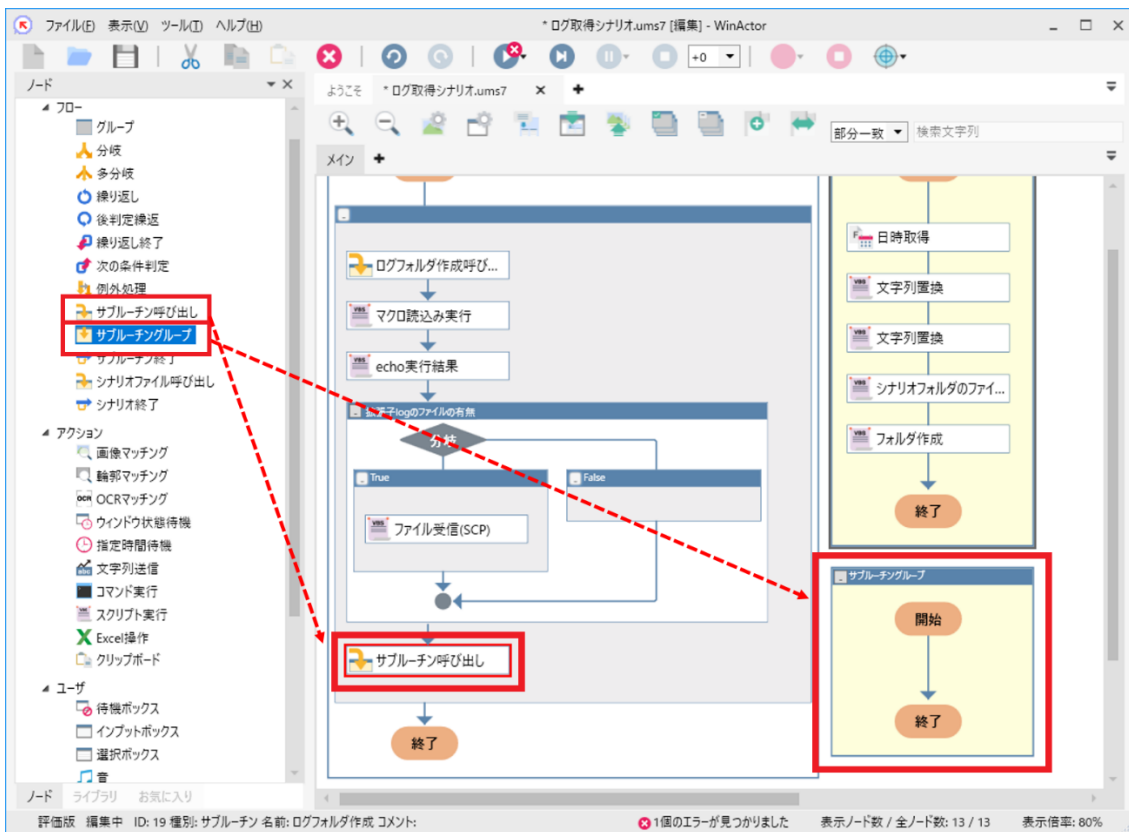 ファイル(F) 表示(V) ツール(T) ヘルプ(H)
* ログ取得シナリオ.ums7 [編集] - WinActor
+0
ノード
フロー
グループ
分岐
多分岐
繰り返し
後判定繰返
繰り返し終了
次の条件判定
例外処理
サブルーチン呼び出し
サブルーチングループ
サブルーチン終了
シナリオファイル呼び出し
シナリオ終了
アクション
画像マッチング
輪郭マッチング
OCR OCRマッチング
ウィンドウ状態待機
指定時間待機
abc 文字列送信
コマンド実行
スクリプト実行
Excel操作
クリップボード
ユーザ
待機ボックス
インプットボックス
選択ボックス
音
ノード ライブラリ お気に入り
ようこそ * ログ取得シナリオ.ums7
部分一致 検索文字列
メイン
ログフォルダ作成呼び...
VBS マクロ読込み実行
VBS echo実行結果
拡張子logのファイルの有無
分岐
True
False
VBS ファイル受信(SCP)
サブルーチン呼び出し
終了
日時取得
VBS 文字列置換
VBS 文字列置換
VBS シナリオフォルダのファイ...
VBS フォルダ作成
終了
サブルーチングループ
開始
終了
評価版 編集中 ID: 19 種別: サブルーチン 名前: ログフォルダ作成 コメント:
1個のエラーが見つかりました
表示ノード数 / 全ノード数: 13 / 13
表示倍率: 80%